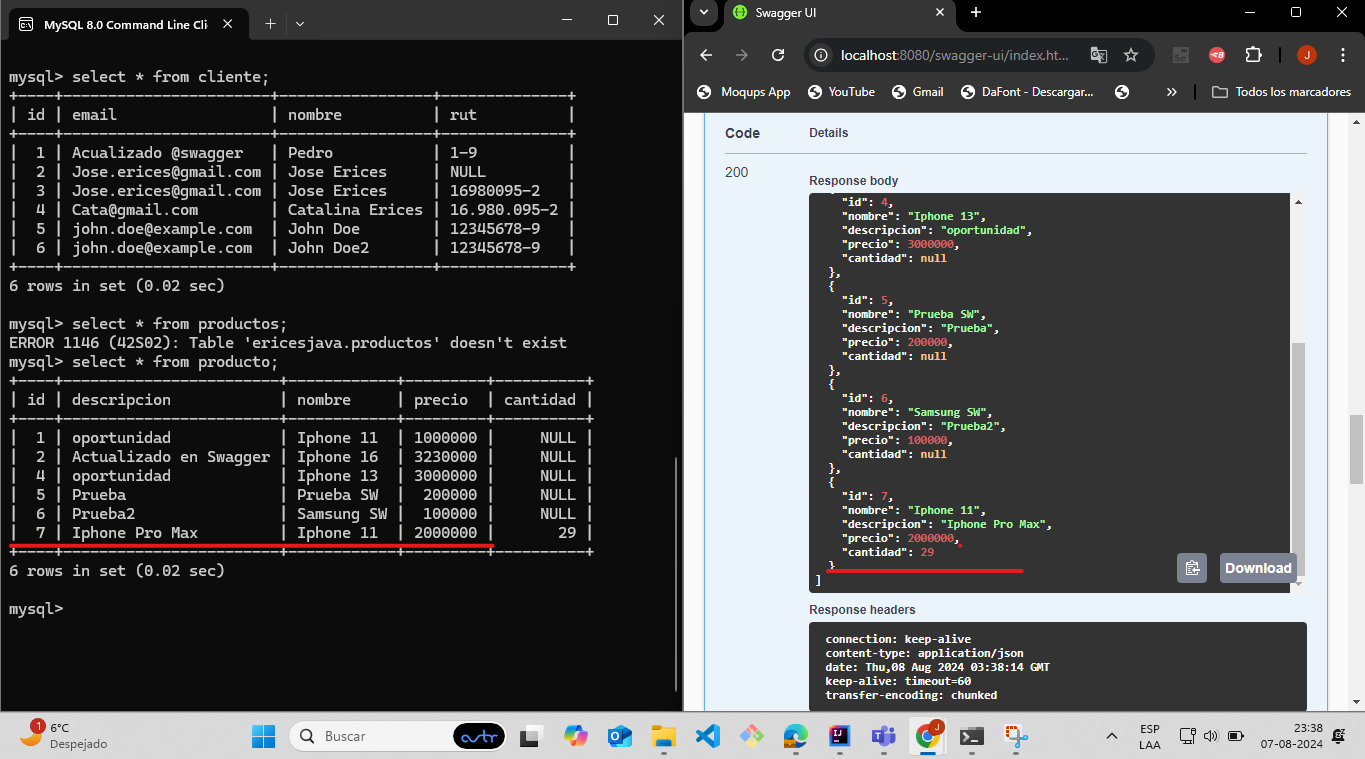 MySQL 8.0 Command Line Cli
mysql> select * from cliente;
+----+-----------------------+-----------------+--------------+
| id | email | nombre | rut |
+----+-----------------------+-----------------+--------------+
| 1 | Acualizado @swagger | Pedro | 1-9 |
| 2 | Jose.erices@gmail.com | Jose Erices | NULL |
| 3 | Jose.erices@gmail.com | Jose Erices | 16980095-2 |
| 4 | Cata@gmail.com | Catalina Erices | 16.980.095-2 |
| 5 | john.doe@example.com | John Doe | 12345678-9 |
| 6 | john.doe@example.com | John Doe2 | 12345678-9 |
+----+-----------------------+-----------------+--------------+
6 rows in set (0.02 sec)
mysql> select * from productos;
ERROR 1146 (42S02): Table 'ericesjava.productos' doesn't exist
mysql> select * from producto;
+----+------------------------+------------+---------+----------+
| id | descripcion | nombre | precio | cantidad |
+----+------------------------+------------+---------+----------+
| 1 | oportunidad | Iphone 11 | 1000000 | NULL |
| 2 | Actualizado en Swagger | Iphone 16 | 3230000 | NULL |
| 4 | oportunidad | Iphone 13 | 3000000 | NULL |
| 5 | Prueba | Prueba SW | 200000 | NULL |
| 6 | Prueba2 | Samsung SW | 100000 | NULL |
| 7 | Iphone Pro Max | Iphone 11 | 2000000 | 29 |
+----+------------------------+------------+---------+----------+
6 rows in set (0.02 sec)
mysql>
Swagger UI
localhost:8080/swagger-ui/index.ht...
J
Moqups App YouTube Gmail DaFont - Descargar... » Todos los marcadores
Code Details
200
Response body
"id": 4,
"nombre": "Iphone 13",
"descripcion": "oportunidad",
"precio": 3000000,
"cantidad": null
},
{
"id": 5,
"nombre": "Prueba SW",
"descripcion": "Prueba",
"precio": 200000,
"cantidad": null
},
{
"id": 6,
"nombre": "Samsung SW",
"descripcion": "Prueba2",
"precio": 100000,
"cantidad": null
},
{
"id": 7,
"nombre": "Iphone 11",
"descripcion": "Iphone Pro Max",
"precio": 2000000,
"cantidad": 29
}
]
Download
Response headers
connection: keep-alive
content-type: application/json
date: Thu,08 Aug 2024 03:38:14 GMT
keep-alive: timeout=60
transfer-encoding: chunked
1
6°C
Despejado
Buscar
J
ESP
LAA
23:38
07-08-2024